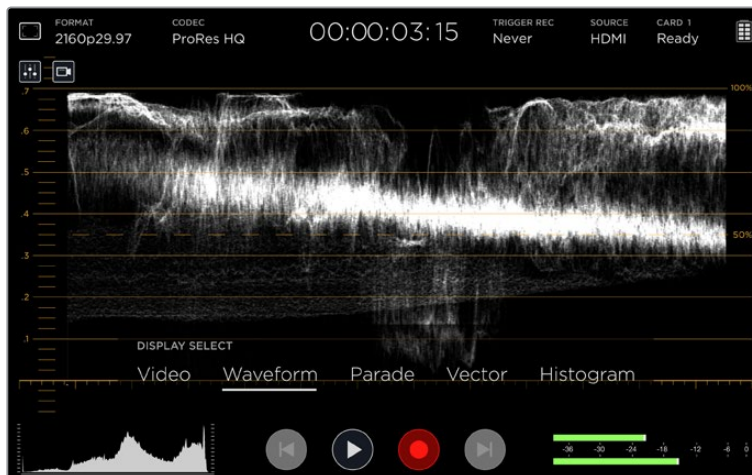 FORMAT
2160p29.97
CODEC
ProRes HQ
00:00:03:15
TRIGGER REC
Never
SOURCE
HDMI
CARD 1
Ready
.7
100%
.6
.5
.4
50%
.3
.2
.1
DISPLAY SELECT
Video Waveform Parade Vector Histogram
-36 -30 -24 -18 -12 -6 0